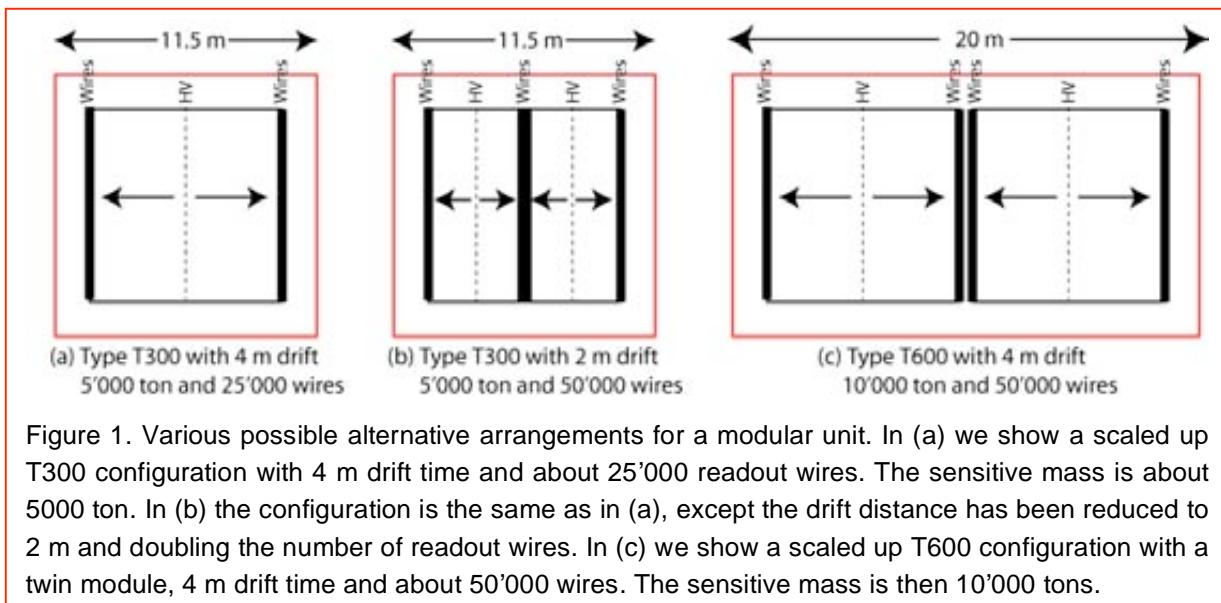 11.5 m
11.5 m
20 m
Wires
HV
Wires
Wires
HV
Wires
HV
Wires
Wires
HV
Wires
Wires
HV
Wires
(a) Type T300 with 4 m drift
5'000 ton and 25'000 wires
(b) Type T300 with 2 m drift
5'000 ton and 50'000 wires
(c) Type T600 with 4 m drift
10'000 ton and 50'000 wires
Figure 1. Various possible alternative arrangements for a modular unit. In (a) we show a scaled up
T300 configuration with 4 m drift time and about 25’000 readout wires. The sensitive mass is about
5000 ton. In (b) the configuration is the same as in (a), except the drift distance has been reduced to
2 m and doubling the number of readout wires. In (c) we show a scaled up T600 configuration with a
twin module, 4 m drift time and about 50’000 wires. The sensitive mass is then 10’000 tons.